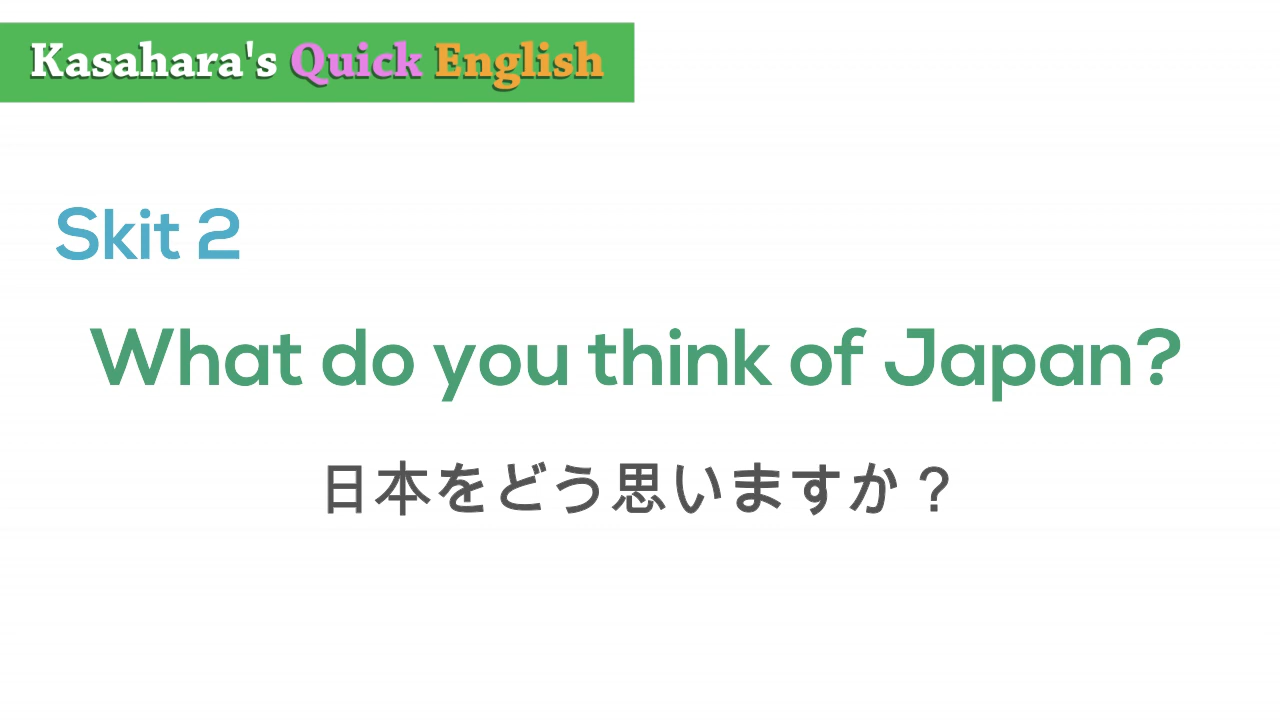 Kasahara's Quick English
Skit 2
What do you think of Japan?
日本をどう思いますか？